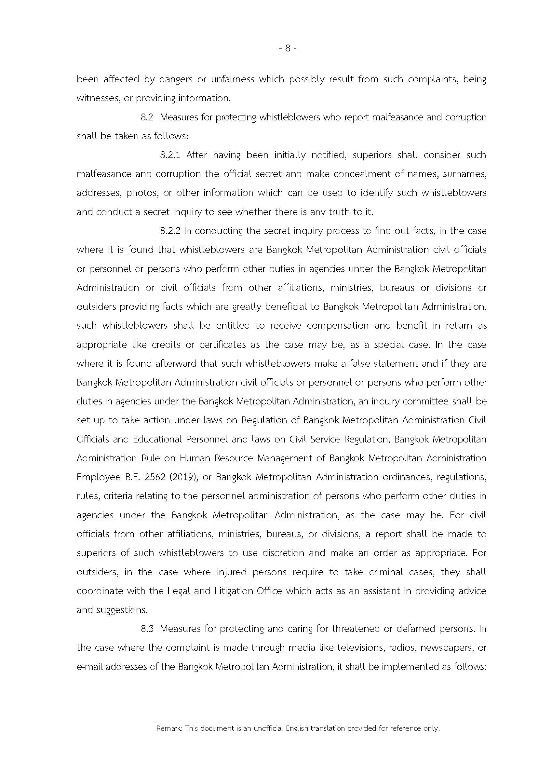 - 8 -
been affected by dangers or unfairness which possibly result from such complaints, being
witnesses, or providing information.
8.2 Measures for protecting whistleblowers who report malfeasance and corruption
shall be taken as follows:
8.2.1 After having been initially notified, superiors shall consider such
malfeasance and corruption the official secret and make concealment of names, surnames,
addresses, photos, or other information which can be used to identify such whistleblowers
and conduct a secret inquiry to see whether there is any truth to it.
8.2.2 In conducting the secret inquiry process to find out facts, in the case
where it is found that whistleblowers are Bangkok Metropolitan Administration civil officials
or personnel or persons who perform other duties in agencies under the Bangkok Metropolitan
Administration or civil officials from other affiliations, ministries, bureaus or divisions or
outsiders providing facts which are greatly beneficial to Bangkok Metropolitan Administration,
such whistleblowers shall be entitled to receive compensation and benefit in return as
appropriate like credits or certificates as the case may be, as a special case. In the case
where it is found afterward that such whistleblowers make a false statement and if they are
Bangkok Metropolitan Administration civil officials or personnel or persons who perform other
duties in agencies under the Bangkok Metropolitan Administration, an inquiry committee shall be
set up to take action under laws on Regulation of Bangkok Metropolitan Administration Civil
Officials and Educational Personnel and laws on Civil Service Regulation, Bangkok Metropolitan
Administration Rule on Human Resource Management of Bangkok Metropolitan Administration
Employee B.E. 2562 (2019), or Bangkok Metropolitan Administration ordinances, regulations,
rules, criteria relating to the personnel administration of persons who perform other duties in
agencies under the Bangkok Metropolitan Administration, as the case may be. For civil
officials from other affiliations, ministries, bureaus, or divisions, a report shall be made to
superiors of such whistleblowers to use discretion and make an order as appropriate. For
outsiders, in the case where injured persons require to take criminal cases, they shall
coordinate with the Legal and Litigation Office which acts as an assistant in providing advice
and suggestions.
8.3 Measures for protecting and caring for threatened or defamed persons. In
the case where the complaint is made through media like televisions, radios, newspapers, or
e-mail addresses of the Bangkok Metropolitan Administration, it shall be implemented as follows:
Remark: This document is an unofficial English translation provided for reference only.